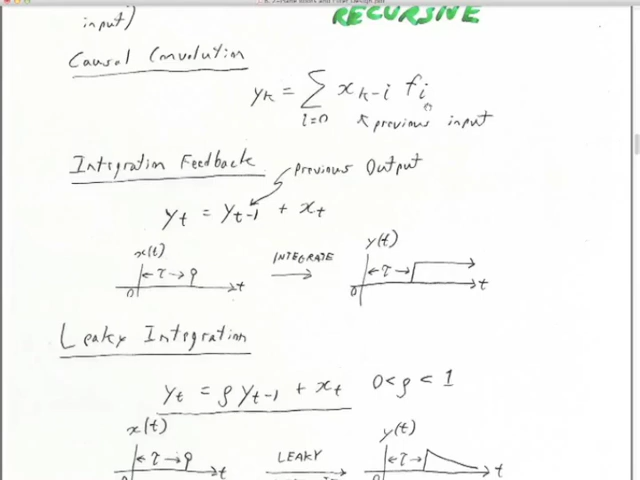 input)
RECURSIVE
Causal Convolution
yk = ∑ i=0 xk-i fi
previous input
Integration Feedback
previous Output
yt = yt-1 + xt
x(t) INTEGRATE y(t)
τ τ
0 t 0 t
Leaky Integration
yt = ρ yt-1 + xt 0 < ρ < 1
x(t) LEAKY y(t)
τ τ
t t